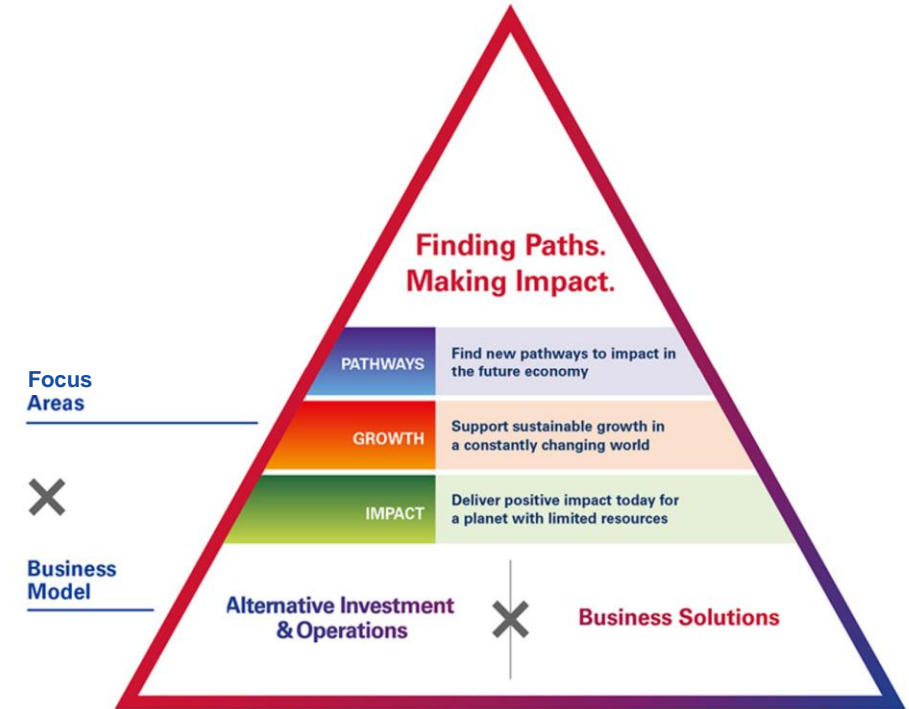 Finding Paths.
Making Impact.
PATHWAYS
Find new pathways to impact in
the future economy
Focus
Areas
GROWTH
Support sustainable growth in
a constantly changing world
IMPACT
Deliver positive impact today for
a planet with limited resources
Business
Model
Alternative Investment
& Operations
Business Solutions